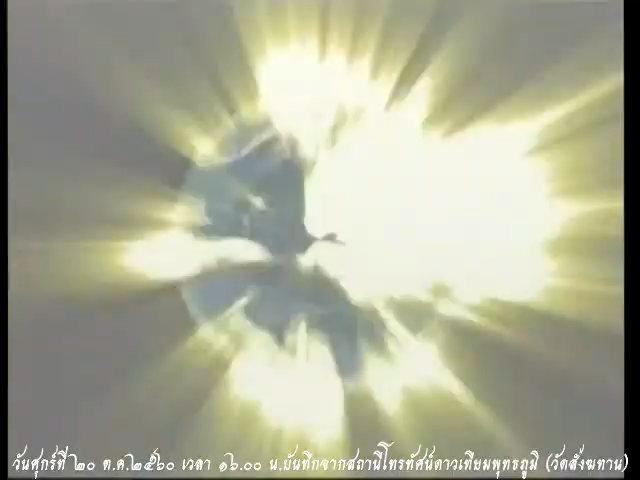 วันศุกร์ที่ ๒๐ ต.ค.๒๕๖๐ เวลา ๑๖.๐๐ น.บันทึกจากสถานีโทรทัศน์ดาวเทียมพุทธภูมิ (วัดสังฆทาน)